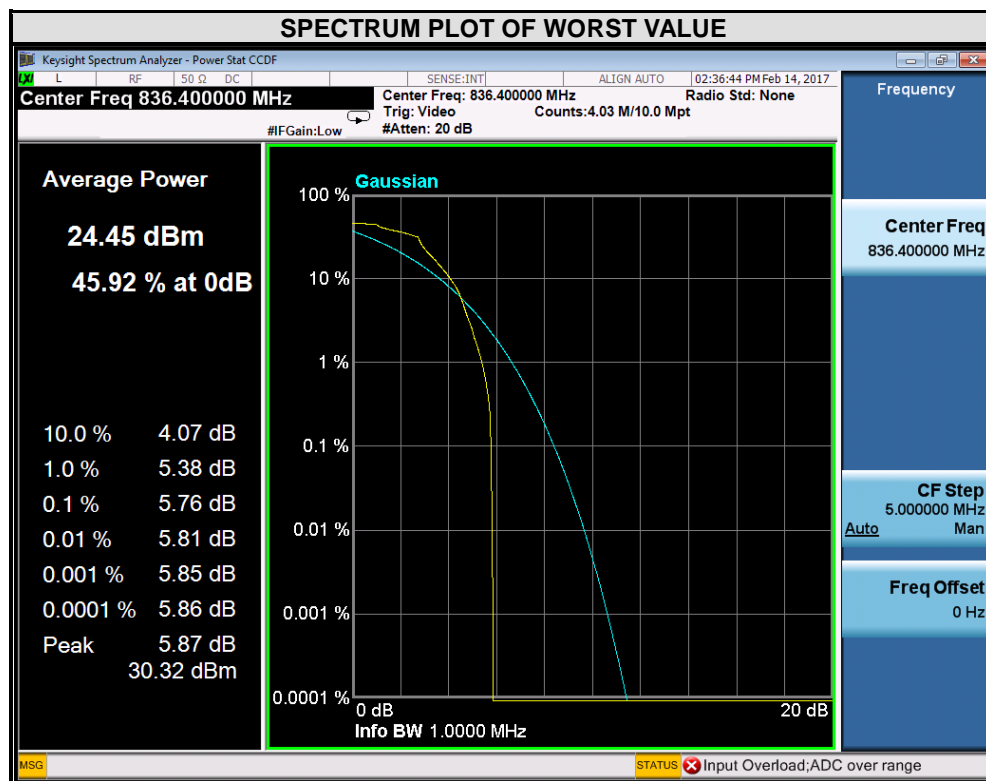 SPECTRUM PLOT OF WORST VALUE
Keysight Spectrum Analyzer - Power Stat CCDF
LXI L RF 50 Ω DC SENSE:INT ALIGN AUTO 02:36:44 PM Feb 14, 2017
Center Freq 836.400000 MHz
#IFGain:Low
Center Freq: 836.400000 MHz
Trig: Video
#Atten: 20 dB
Counts:4.03 M/10.0 Mpt
Radio Std: None
Average Power
24.45 dBm
45.92 % at 0dB
10.0 % 4.07 dB
1.0 % 5.38 dB
0.1 % 5.76 dB
0.01 % 5.81 dB
0.001 % 5.85 dB
0.0001 % 5.86 dB
Peak 5.87 dB
30.32 dBm
Gaussian
100 %
10 %
1 %
0.1 %
0.01 %
0.001 %
0.0001 %
0 dB 20 dB
Info BW 1.0000 MHz
Frequency
Center Freq
836.400000 MHz
CF Step
5.000000 MHz
Auto Man
Freq Offset
0 Hz
MSG
STATUS Input Overload;ADC over range